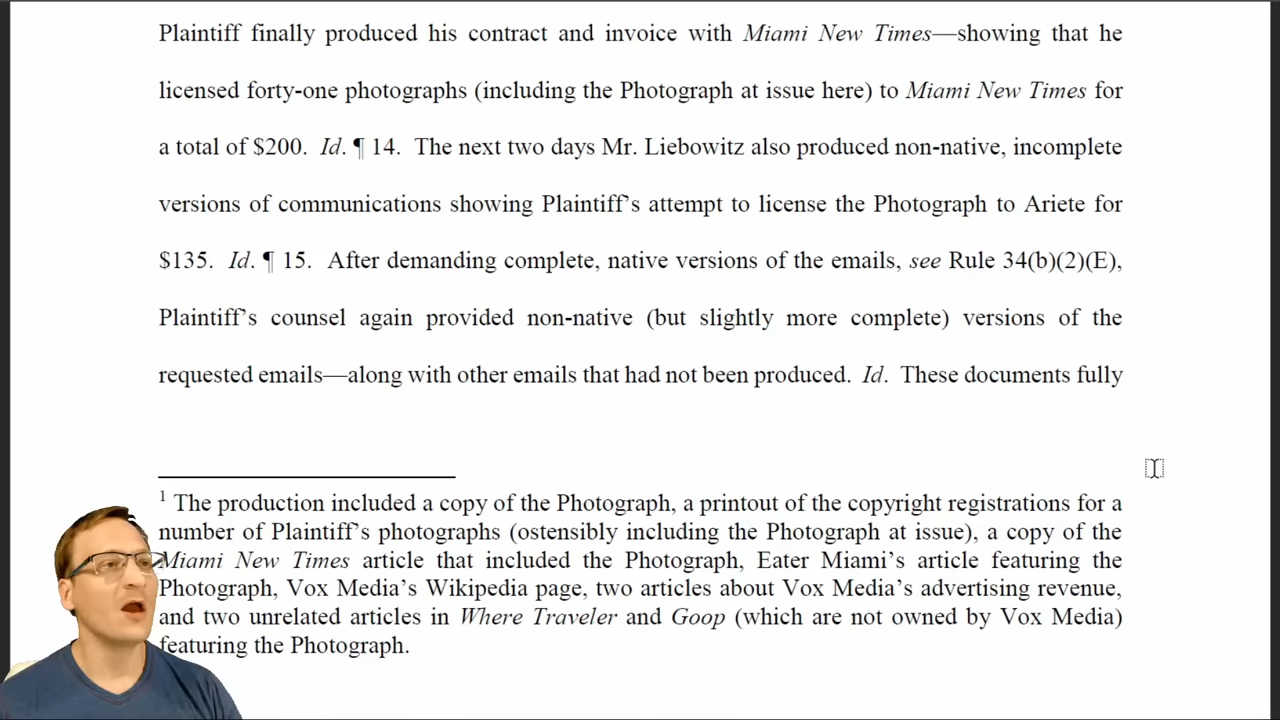 Plaintiff finally produced his contract and invoice with Miami New Times—showing that he
licensed forty-one photographs (including the Photograph at issue here) to Miami New Times for
a total of $200. Id. ¶ 14. The next two days Mr. Liebowitz also produced non-native, incomplete
versions of communications showing Plaintiff’s attempt to license the Photograph to Ariete for
$135. Id. ¶ 15. After demanding complete, native versions of the emails, see Rule 34(b)(2)(E),
Plaintiff’s counsel again provided non-native (but slightly more complete) versions of the
requested emails—along with other emails that had not been produced. Id. These documents fully
1 The production included a copy of the Photograph, a printout of the copyright registrations for a
number of Plaintiff’s photographs (ostensibly including the Photograph at issue), a copy of the
Miami New Times article that included the Photograph, Eater Miami’s article featuring the
Photograph, Vox Media’s Wikipedia page, two articles about Vox Media’s advertising revenue,
and two unrelated articles in Where Traveler and Goop (which are not owned by Vox Media)
featuring the Photograph.